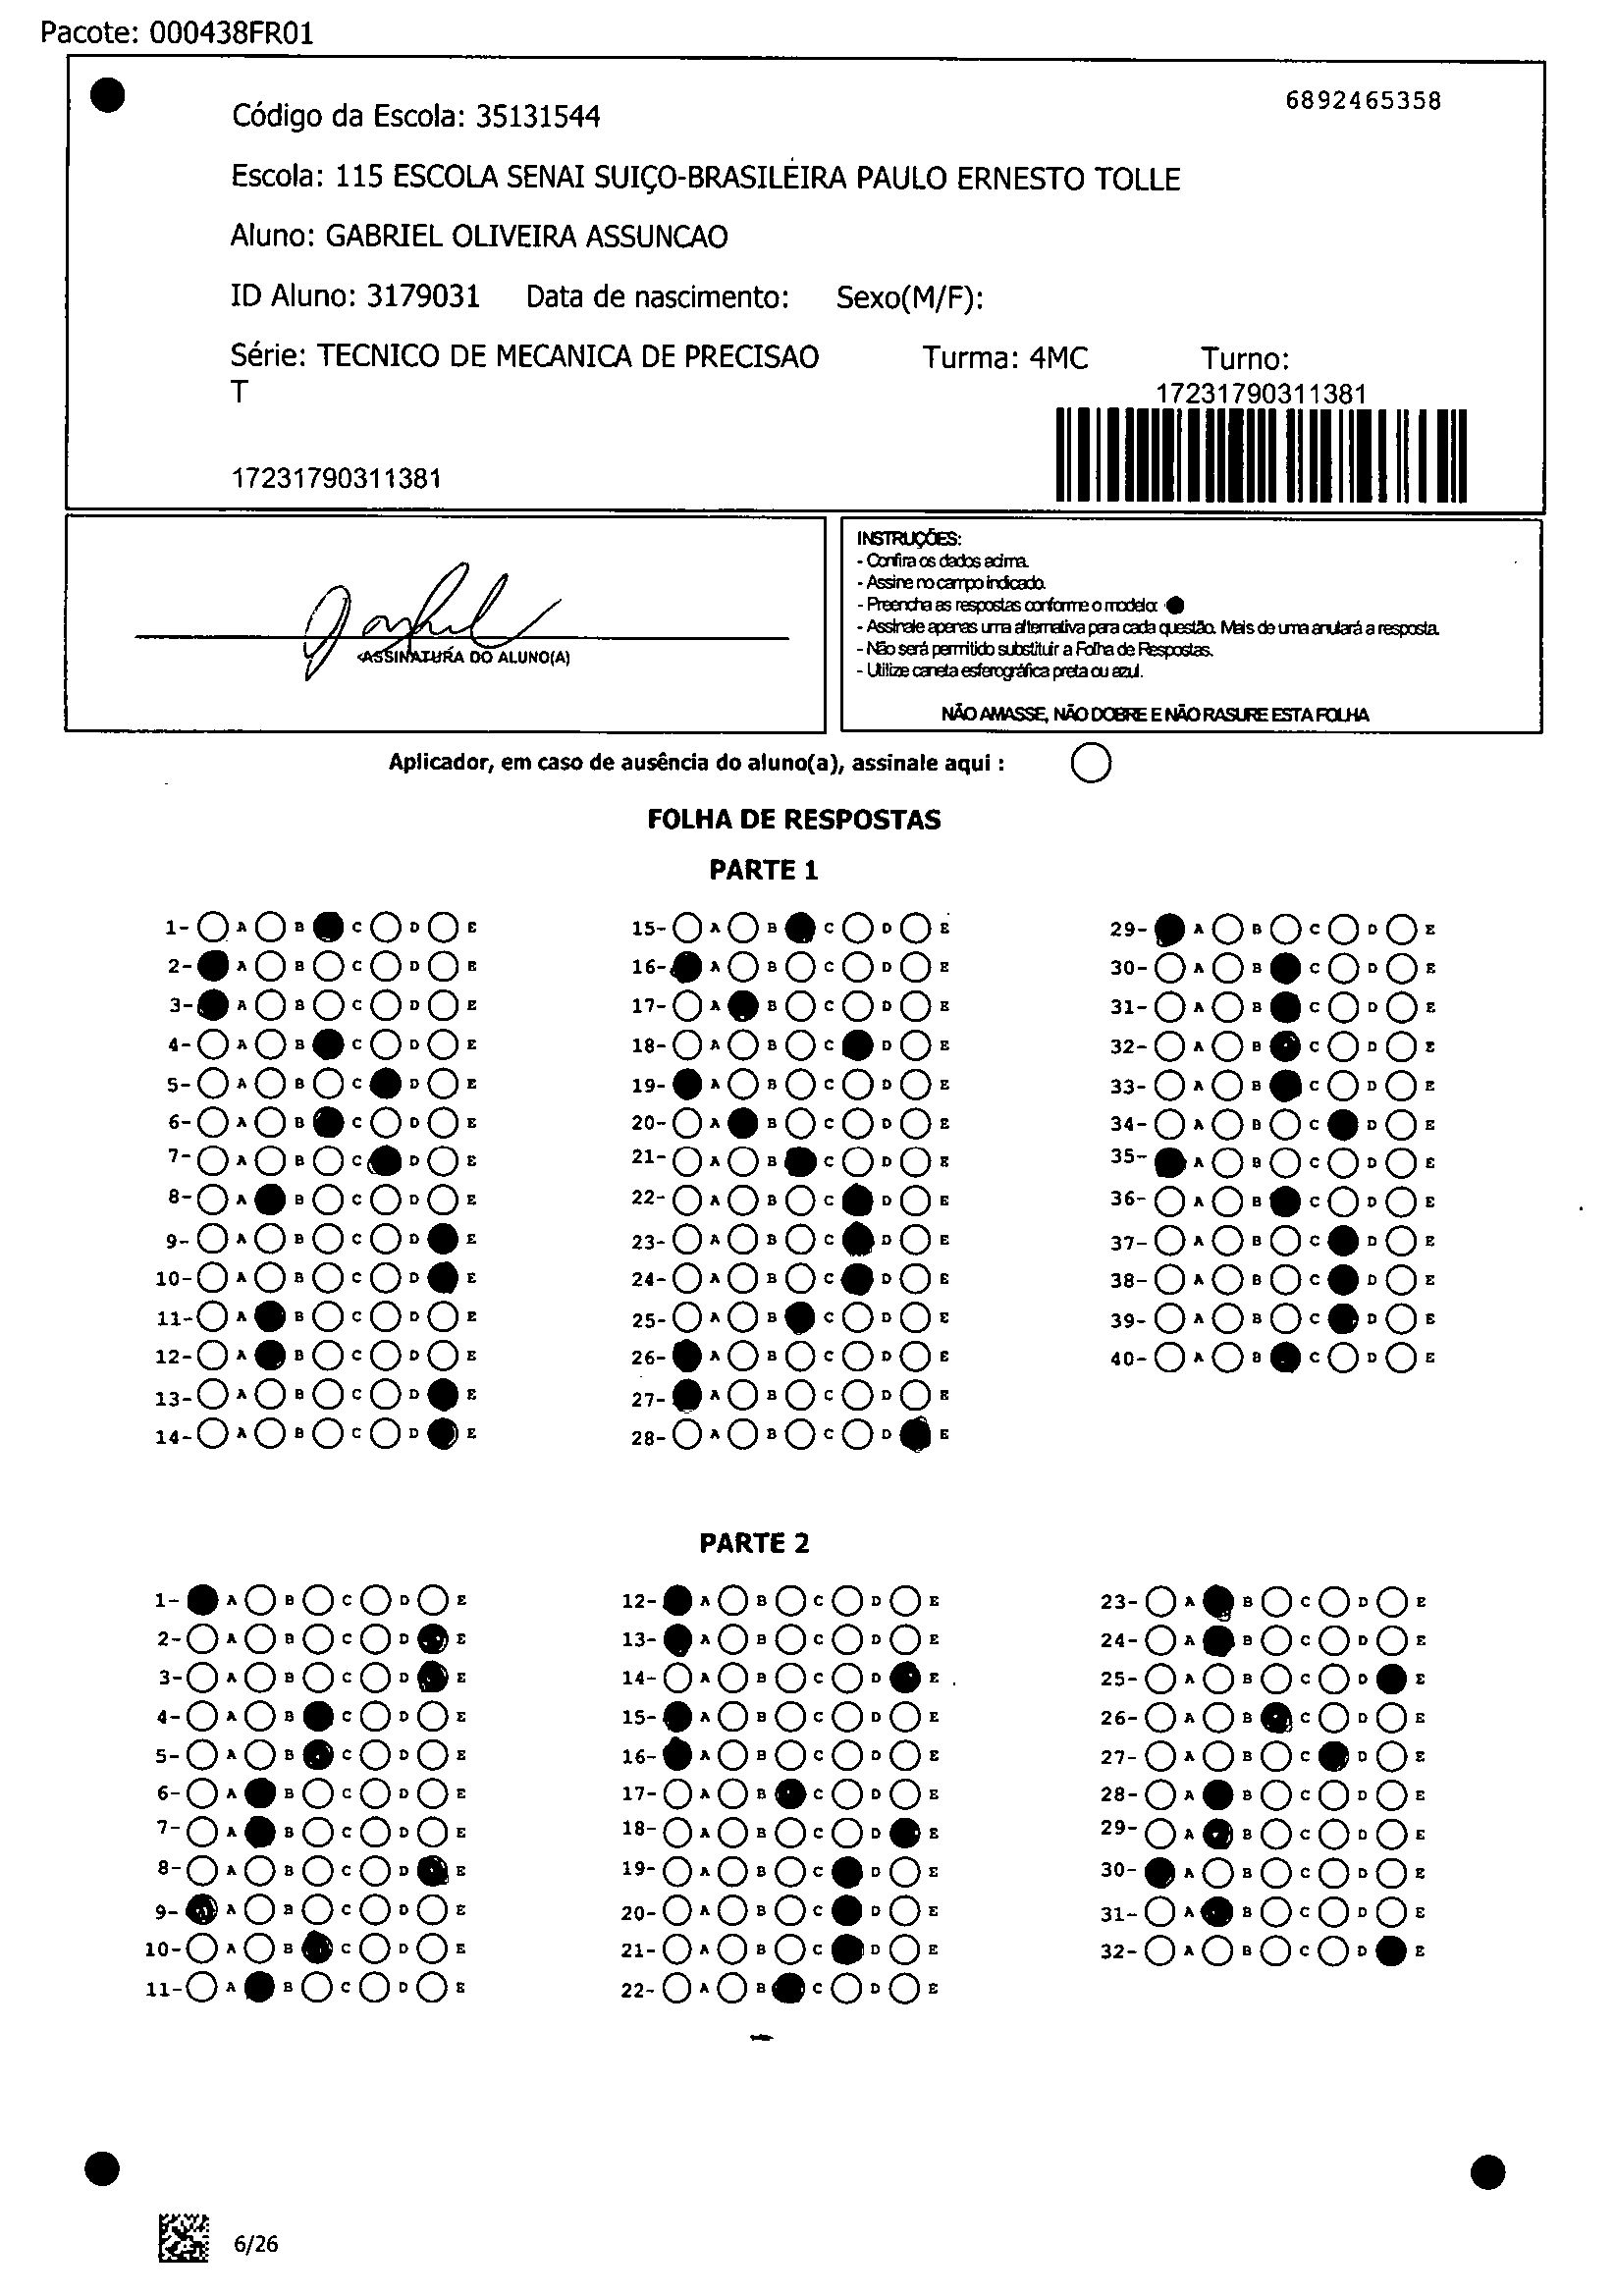 Pacote: 000438FR01
6892465358
Código da Escola: 35131544
Escola: 115 ESCOLA SENAI SUIÇO-BRASILEIRA PAULO ERNESTO TOLLE
Aluno: GABRIEL OLIVEIRA ASSUNCAO
ID Aluno: 3179031 Data de nascimento: Sexo(M/F):
Série: TECNICO DE MECANICA DE PRECISAO Turma: 4MC Turno:
T
17231790311381
17231790311381
ASSINATURA DO ALUNO(A)
INSTRUÇÕES:
- Confira os dados acima.
- Assine no campo indicado.
- Preencha as respostas conforme o modelo:
- Assinale apenas uma alternativa para cada questão. Mais de uma anulará a resposta.
- Não será permitido substituir a Folha de Respostas.
- Utilize caneta esferográfica preta ou azul.
NÃO AMASSE, NÃO DOBRE E NÃO RASURE ESTA FOLHA
Aplicador, em caso de ausência do aluno(a), assinale aqui :
FOLHA DE RESPOSTAS
PARTE 1
1- A B C D E 15- A B C D E 29- A B C D E
2- A B C D E 16- A B C D E 30- A B C D E
3- A B C D E 17- A B C D E 31- A B C D E
4- A B C D E 18- A B C D E 32- A B C D E
5- A B C D E 19- A B C D E 33- A B C D E
6- A B C D E 20- A B C D E 34- A B C D E
7- A B C D E 21- A B C D E 35- A B C D E
8- A B C D E 22- A B C D E 36- A B C D E
9- A B C D E 23- A B C D E 37- A B C D E
10- A B C D E 24- A B C D E 38- A B C D E
11- A B C D E 25- A B C D E 39- A B C D E
12- A B C D E 26- A B C D E 40- A B C D E
13- A B C D E 27- A B C D E
14- A B C D E 28- A B C D E
PARTE 2
1- A B C D E 12- A B C D E 23- A B C D E
2- A B C D E 13- A B C D E 24- A B C D E
3- A B C D E 14- A B C D E 25- A B C D E
4- A B C D E 15- A B C D E 26- A B C D E
5- A B C D E 16- A B C D E 27- A B C D E
6- A B C D E 17- A B C D E 28- A B C D E
7- A B C D E 18- A B C D E 29- A B C D E
8- A B C D E 19- A B C D E 30- A B C D E
9- A B C D E 20- A B C D E 31- A B C D E
10- A B C D E 21- A B C D E 32- A B C D E
11- A B C D E 22- A B C D E
6/26